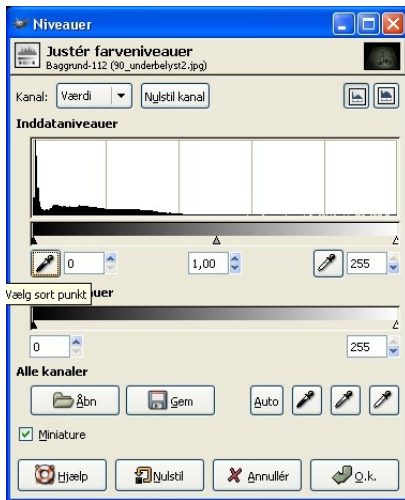 Niveauer
Justér farveniveauer
Baggrund-112 (90_underbelyst2.jpg)
Kanal: Værdi Nulstil kanal
Inddataniveauer
0 1,00 255
Vælg sort punkt uer
0 255
Alle kanaler
Åbn Gem Auto
Miniature
Hjælp Nulstil Annullér O.k.